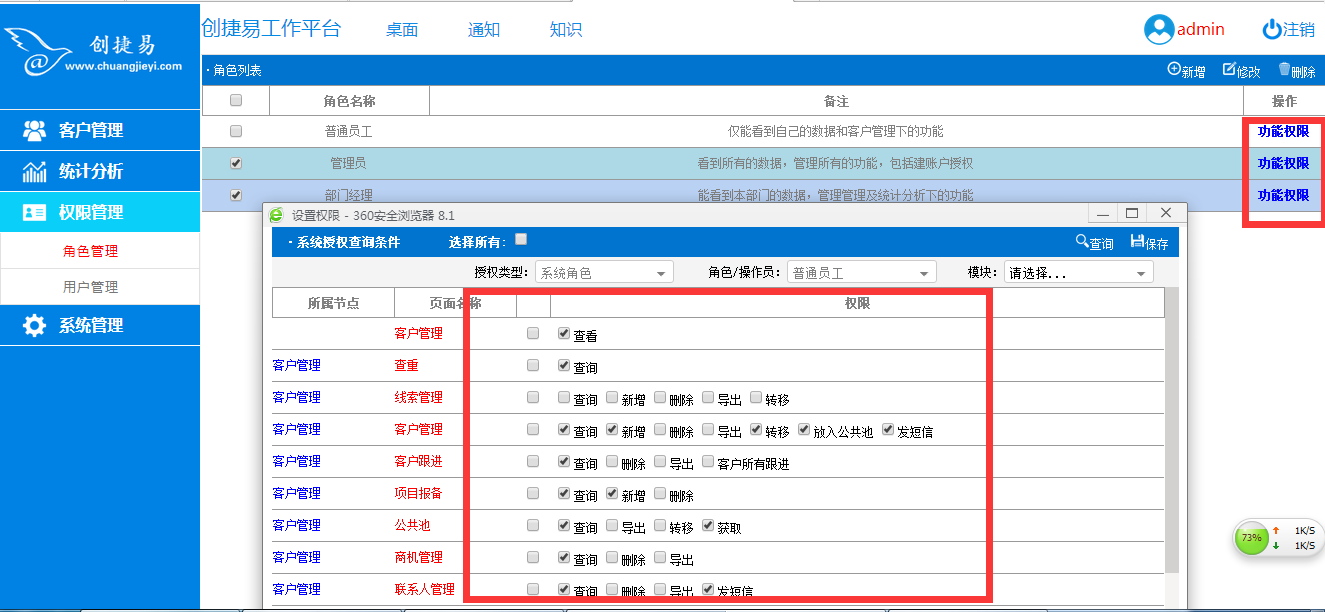 创捷易
www.chuangjieyi.com
创捷易工作平台 桌面 通知 知识 admin 注销
· 角色列表 新增 修改 删除
角色名称 备注 操作
普通员工 仅能看到自己的数据和客户管理下的功能 功能权限
管理员 看到所有的数据，管理所有的功能，包括建账户授权 功能权限
部门经理 能看到本部门的数据，管理管理及统计分析下的功能 功能权限
客户管理
统计分析
权限管理
角色管理
用户管理
系统管理
设置权限 - 360安全浏览器 8.1
· 系统授权查询条件 选择所有: 查询 保存
授权类型: 系统角色 角色/操作员: 普通员工 模块: 请选择...
所属节点 页面名称 权限
客户管理 查看
客户管理 查重 查询
客户管理 线索管理 查询 新增 删除 导出 转移
客户管理 客户管理 查询 新增 删除 导出 转移 放入公共池 发短信
客户管理 客户跟进 查询 删除 导出 客户所有跟进
客户管理 项目报备 查询 新增 删除
客户管理 公共池 查询 导出 转移 获取
客户管理 商机管理 查询 删除 导出
客户管理 联系人管理 查询 删除 导出 发短信
73% 1K/S
1K/S